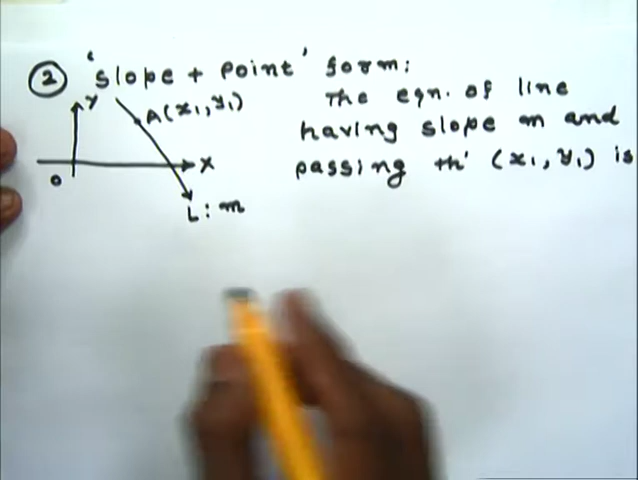 2 'slope + point' form:
Y A(x₁, y₁) The eqn. of line
having slope m and
O X passing th' (x₁, y₁) is
L : m